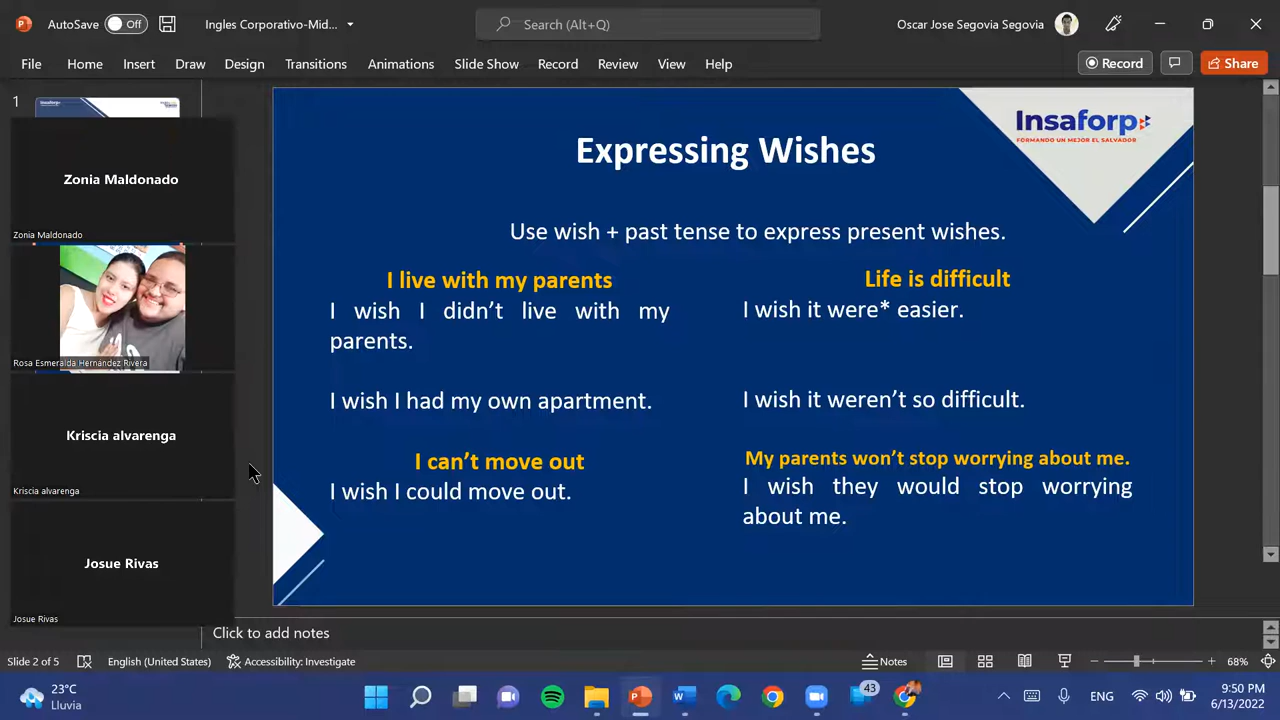 AutoSave Off Ingles Corporativo-Mid... Search (Alt+Q) Oscar Jose Segovia Segovia
File Home Insert Draw Design Transitions Animations Slide Show Record Review View Help Record Share
1
Insaforp
FORMANDO UN MEJOR EL SALVADOR
Expressing Wishes
Use wish + past tense to express present wishes.
I live with my parents
I wish I didn't live with my
parents.
I wish I had my own apartment.
I can't move out
I wish I could move out.
Life is difficult
I wish it were* easier.
I wish it weren't so difficult.
My parents won't stop worrying about me.
I wish they would stop worrying
about me.
Zonia Maldonado
Zonia Maldonado
Rosa Esmeralda Hernández Rivera
Kriscia alvarenga
Kriscia alvarenga
Josue Rivas
Josue Rivas
Click to add notes
Slide 2 of 5 English (United States) Accessibility: Investigate Notes 68%
23°C
Lluvia
43
ENG
9:50 PM
6/13/2022